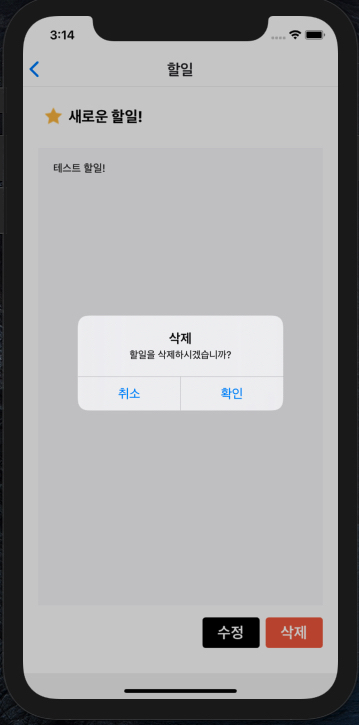 3:14
할일
새로운 할일!
테스트 할일!
삭제
할일을 삭제하시겠습니까?
취소 확인
수정 삭제